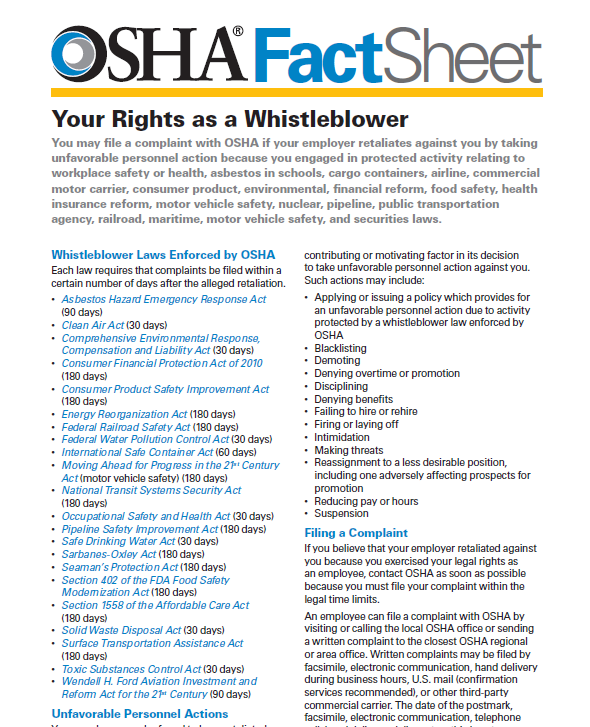 OSHA® FactSheet
Your Rights as a Whistleblower
You may file a complaint with OSHA if your employer retaliates against you by taking
unfavorable personnel action because you engaged in protected activity relating to
workplace safety or health, asbestos in schools, cargo containers, airline, commercial
motor carrier, consumer product, environmental, financial reform, food safety, health
insurance reform, motor vehicle safety, nuclear, pipeline, public transportation
agency, railroad, maritime, motor vehicle safety, and securities laws.
Whistleblower Laws Enforced by OSHA
Each law requires that complaints be filed within a
certain number of days after the alleged retaliation.
• Asbestos Hazard Emergency Response Act
(90 days)
• Clean Air Act (30 days)
• Comprehensive Environmental Response,
Compensation and Liability Act (30 days)
• Consumer Financial Protection Act of 2010
(180 days)
• Consumer Product Safety Improvement Act
(180 days)
• Energy Reorganization Act (180 days)
• Federal Railroad Safety Act (180 days)
• Federal Water Pollution Control Act (30 days)
• International Safe Container Act (60 days)
• Moving Ahead for Progress in the 21st Century
Act (motor vehicle safety) (180 days)
• National Transit Systems Security Act
(180 days)
• Occupational Safety and Health Act (30 days)
• Pipeline Safety Improvement Act (180 days)
• Safe Drinking Water Act (30 days)
• Sarbanes-Oxley Act (180 days)
• Seaman's Protection Act (180 days)
• Section 402 of the FDA Food Safety
Modernization Act (180 days)
• Section 1558 of the Affordable Care Act
(180 days)
• Solid Waste Disposal Act (30 days)
• Surface Transportation Assistance Act
(180 days)
• Toxic Substances Control Act (30 days)
• Wendell H. Ford Aviation Investment and
Reform Act for the 21st Century (90 days)
Unfavorable Personnel Actions
contributing or motivating factor in its decision
to take unfavorable personnel action against you.
Such actions may include:
• Applying or issuing a policy which provides for
an unfavorable personnel action due to activity
protected by a whistleblower law enforced by
OSHA
• Blacklisting
• Demoting
• Denying overtime or promotion
• Disciplining
• Denying benefits
• Failing to hire or rehire
• Firing or laying off
• Intimidation
• Making threats
• Reassignment to a less desirable position,
including one adversely affecting prospects for
promotion
• Reducing pay or hours
• Suspension
Filing a Complaint
If you believe that your employer retaliated against
you because you exercised your legal rights as
an employee, contact OSHA as soon as possible
because you must file your complaint within the
legal time limits.
An employee can file a complaint with OSHA by
visiting or calling the local OSHA office or sending
a written complaint to the closest OSHA regional
or area office. Written complaints may be filed by
facsimile, electronic communication, hand delivery
during business hours, U.S. mail (confirmation
services recommended), or other third-party
commercial carrier. The date of the postmark,
facsimile, electronic communication, telephone